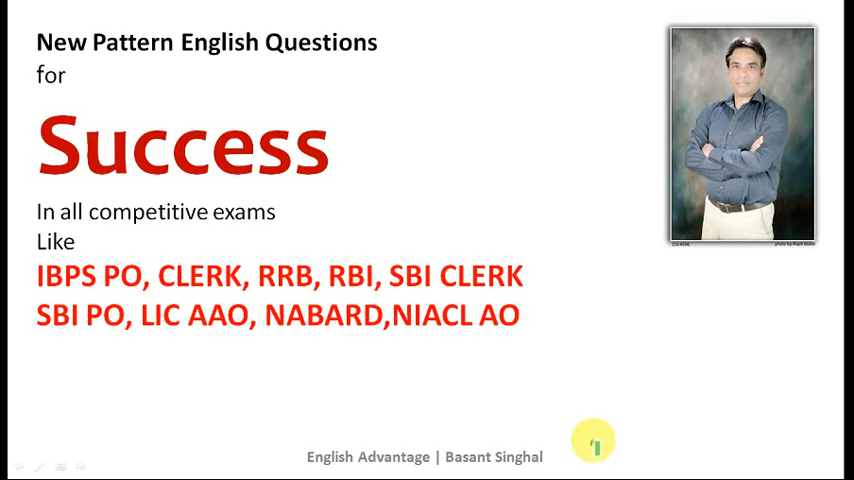 New Pattern English Questions
for
Success
In all competitive exams
Like
IBPS PO, CLERK, RRB, RBI, SBI CLERK
SBI PO, LIC AAO, NABARD,NIACL AO
English Advantage | Basant Singhal